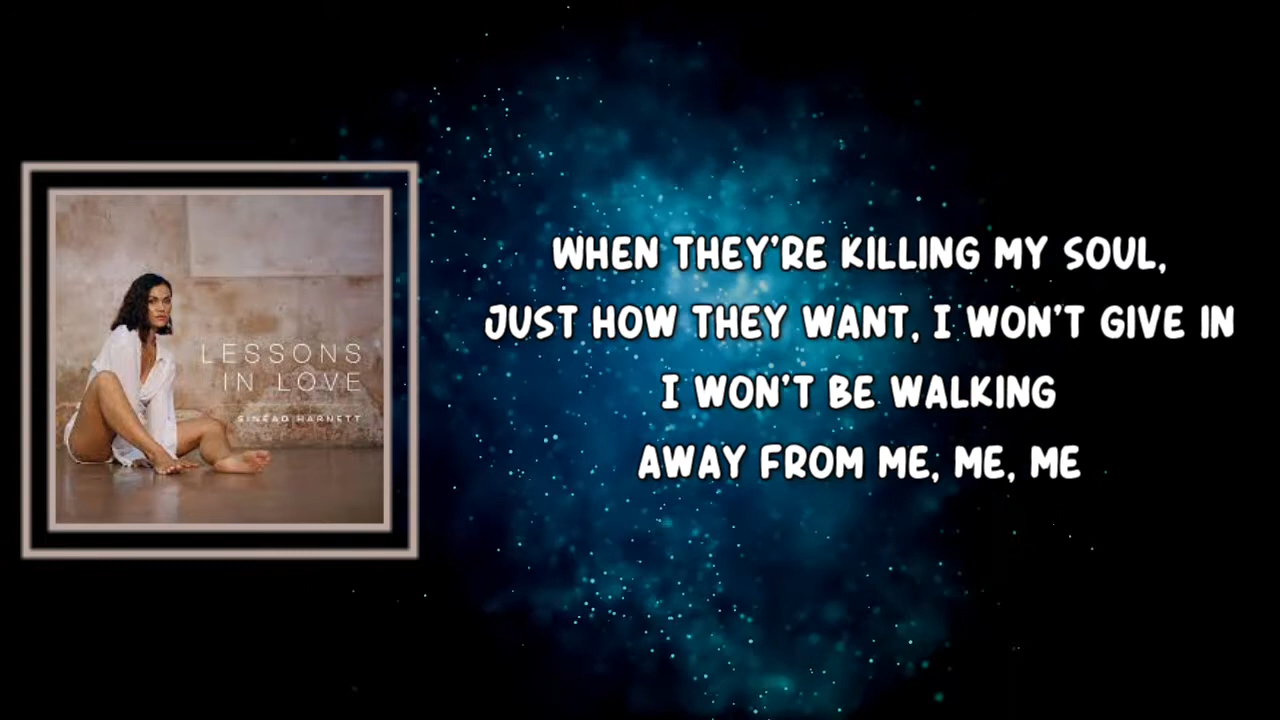 LESSONS
IN LOVE
SINEAD HARNETT
WHEN THEY'RE KILLING MY SOUL,
JUST HOW THEY WANT, I WON'T GIVE IN
I WON'T BE WALKING
AWAY FROM ME, ME, ME